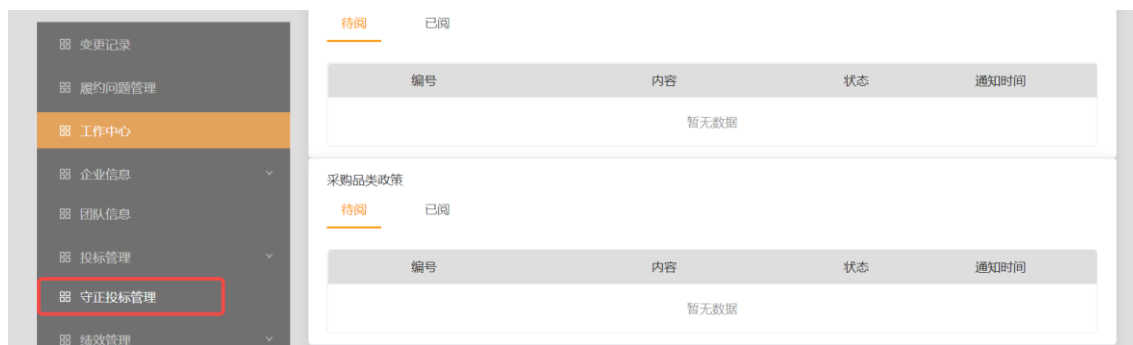 变更记录
履约问题管理
工作中心
企业信息
团队信息
投标管理
守正投标管理
绩效管理
待阅 已阅
编号 内容 状态 通知时间
暂无数据
采购品类政策
待阅 已阅
编号 内容 状态 通知时间
暂无数据